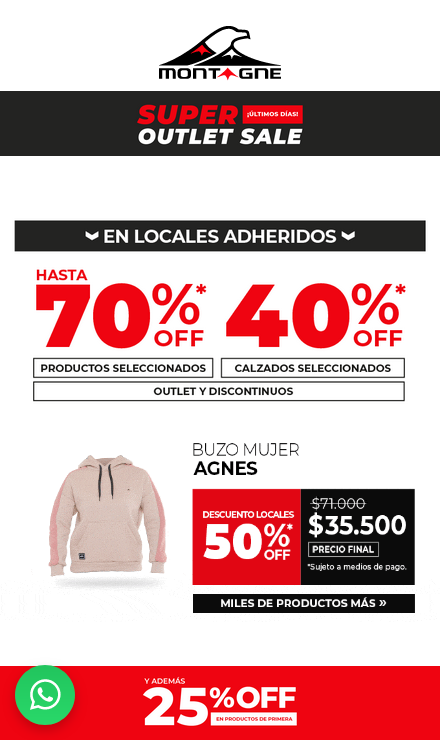 MONTAGNE
SUPER
¡ÚLTIMOS DÍAS!
OUTLET SALE
EN LOCALES ADHERIDOS
HASTA
70%* OFF
40%* OFF
PRODUCTOS SELECCIONADOS
CALZADOS SELECCIONADOS
OUTLET Y DISCONTINUOS
BUZO MUJER
AGNES
DESCUENTO LOCALES
50%* OFF
$71.000
$35.500
PRECIO FINAL
*Sujeto a medios de pago.
MILES DE PRODUCTOS MÁS »
Y ADEMÁS
25%OFF
EN PRODUCTOS DE PRIMERA